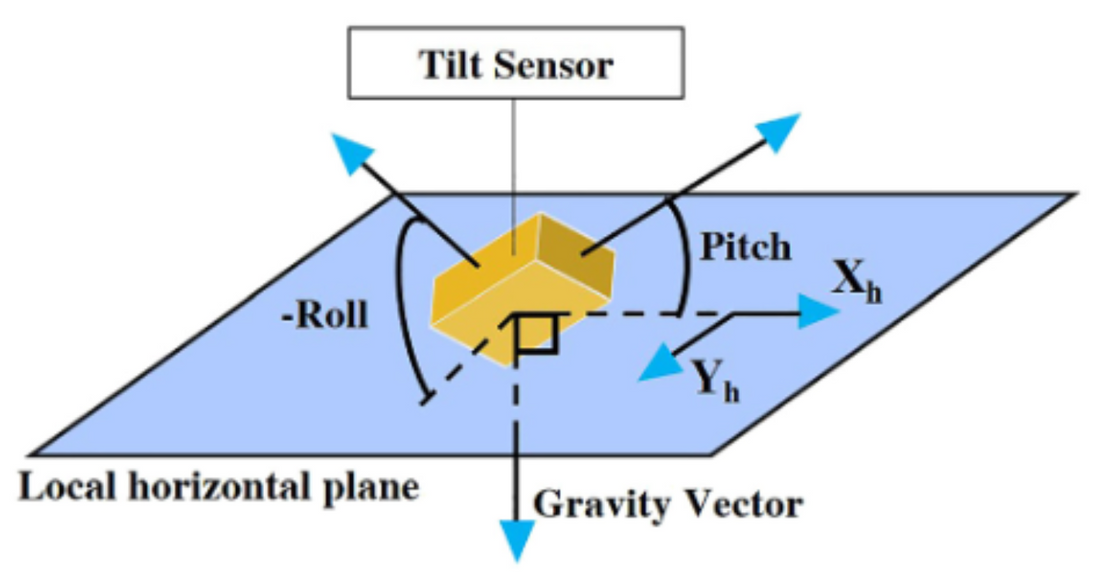 Tilt Sensor
Pitch
Xh
-Roll
Yh
Local horizontal plane
Gravity Vector